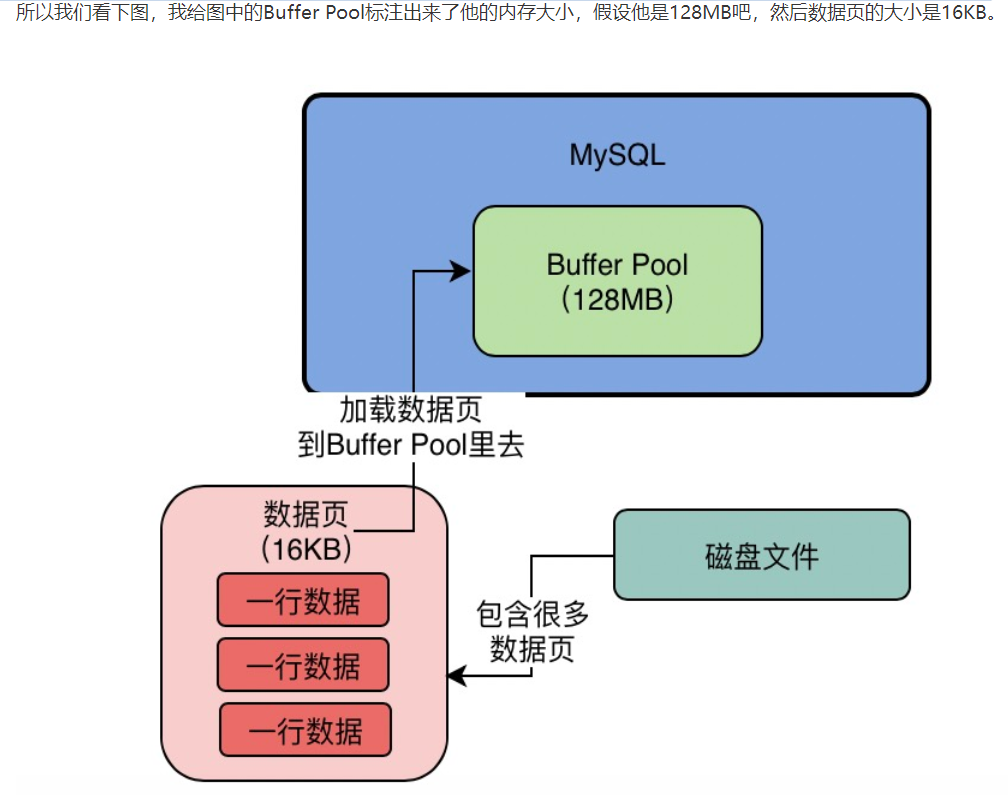 所以我们看下图，我给图中的Buffer Pool标注出来了他的内存大小，假设他是128MB吧，然后数据页的大小是16KB。
MySQL
Buffer Pool
（128MB）
加载数据页
到Buffer Pool里去
数据页
（16KB）
一行数据
一行数据
一行数据
磁盘文件
包含很多
数据页